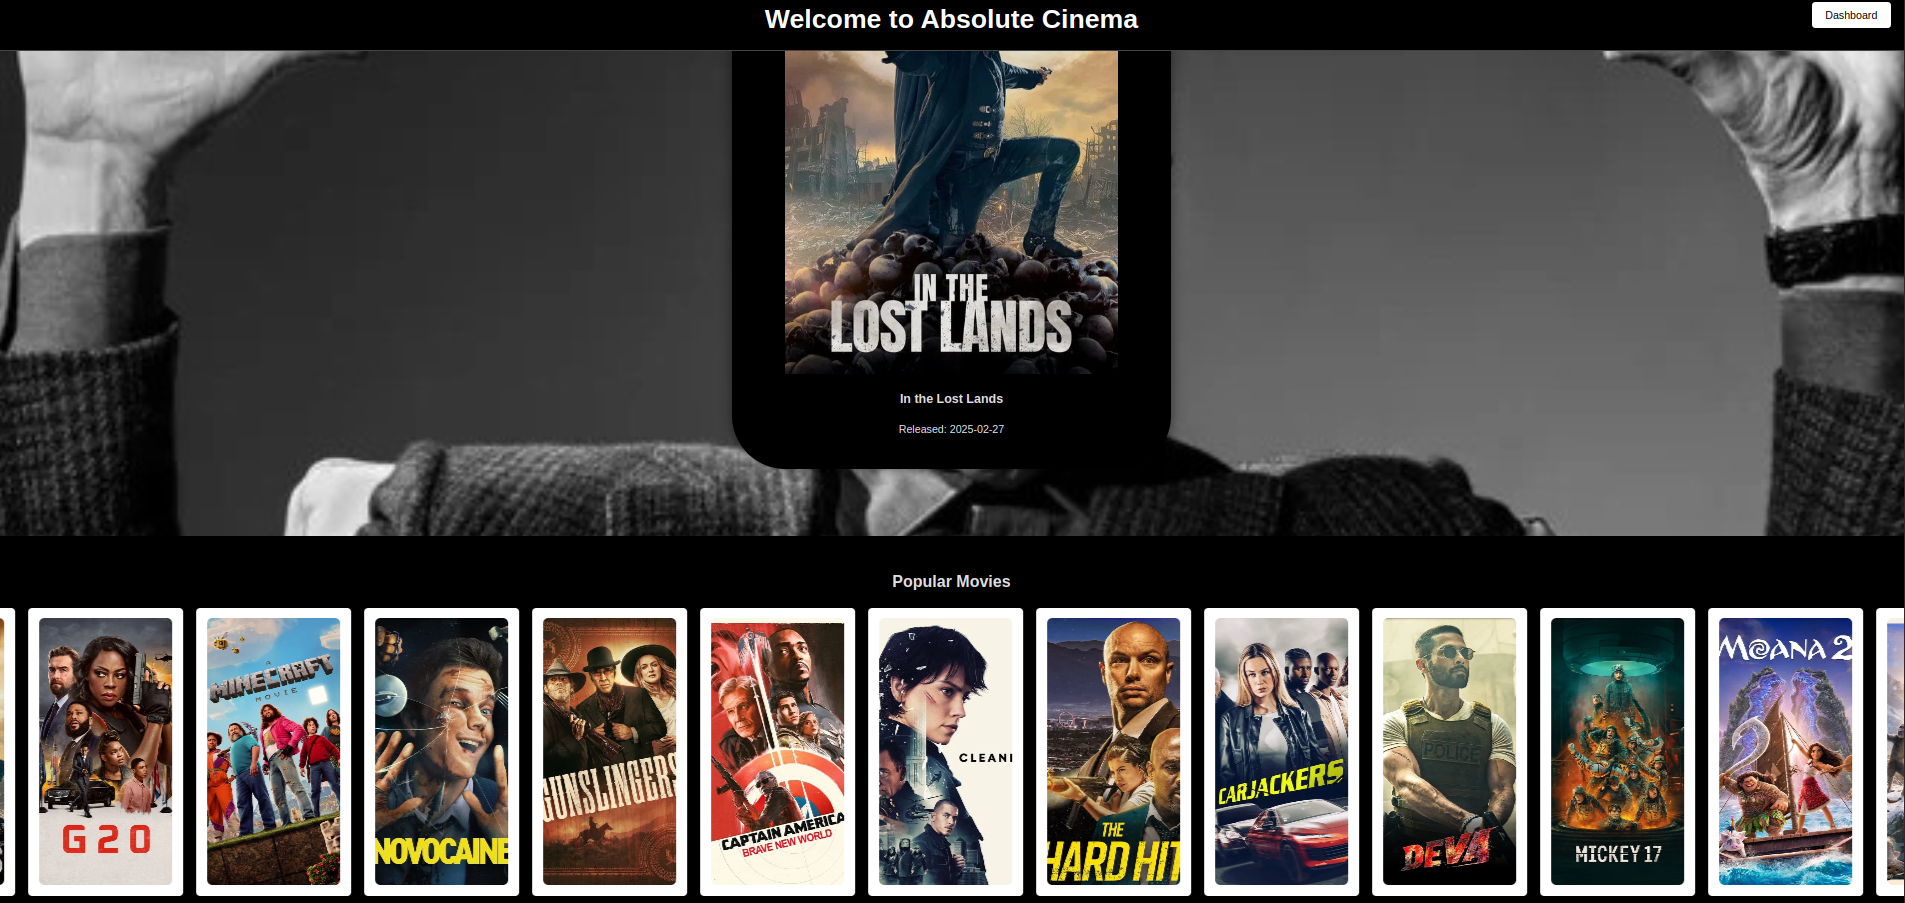 Welcome to Absolute Cinema
Dashboard
IN THE
LOST LANDS
In the Lost Lands
Released: 2025-02-27
Popular Movies
G20
A
MINECRAFT
MOVIE
NOVOCAINE
GUNSLINGERS
CAPTAIN AMERICA
BRAVE NEW WORLD
CLEANI
THE
HARD HIT
CARJACKERS
POLICE
DEVA
MICKEY 17
MOANA 2